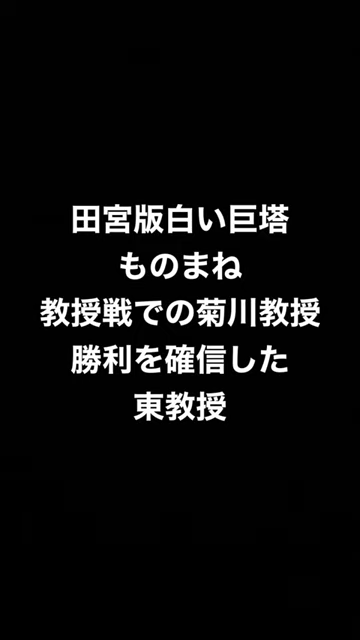 田宮版白い巨塔
ものまね
教授戦での菊川教授
勝利を確信した
東教授